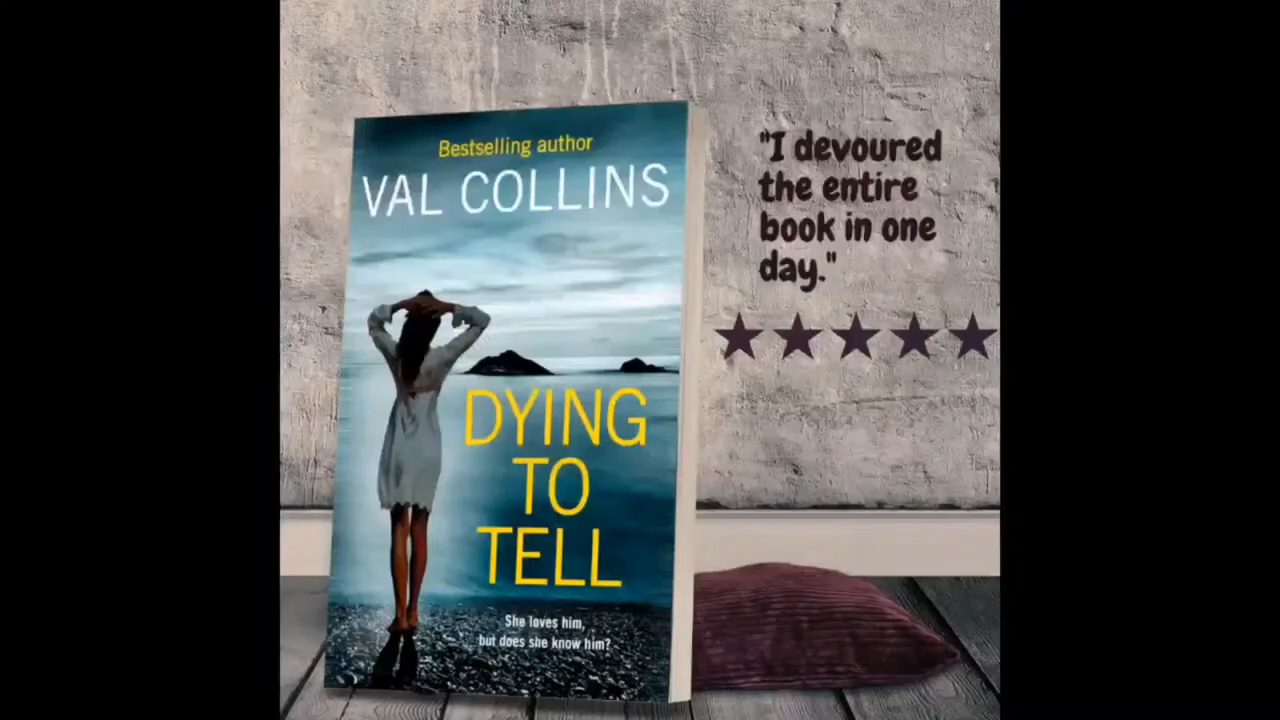 Bestselling author
VAL COLLINS
DYING
TO
TELL
She loves him,
but does she know him?
"I devoured
the entire
book in one
day."